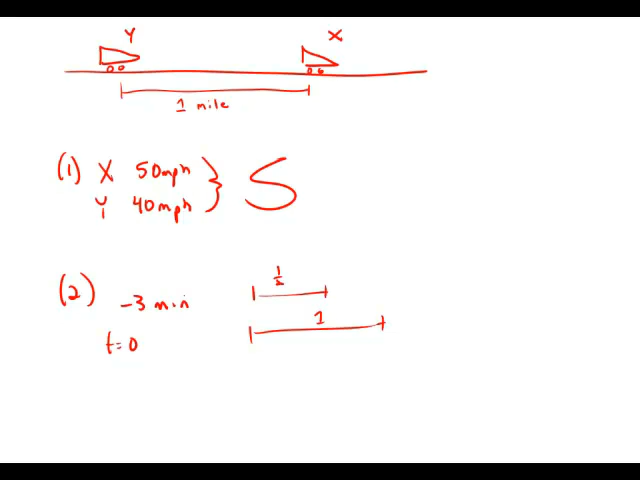 Y X
1 mile
(1) X 50mph
Y 40mph } S
(2) -3 min 1/2
t=0 1